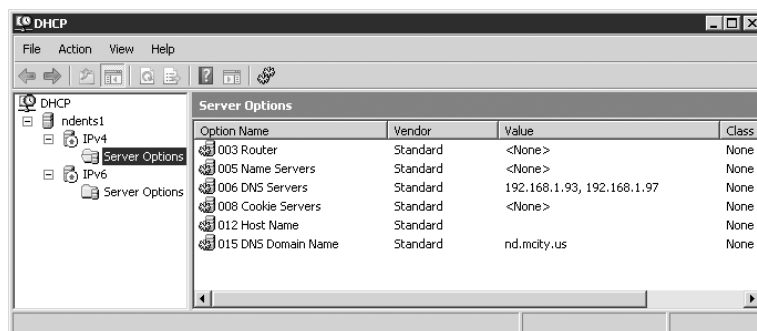 DHCP
File Action View Help
DHCP
ndents1
IPv4
Server Options
IPv6
Server Options
Server Options
Option Name Vendor Value Class
003 Router Standard <None> None
005 Name Servers Standard <None> None
006 DNS Servers Standard 192.168.1.93, 192.168.1.97 None
008 Cookie Servers Standard <None> None
012 Host Name Standard None
015 DNS Domain Name Standard nd.mcity.us None